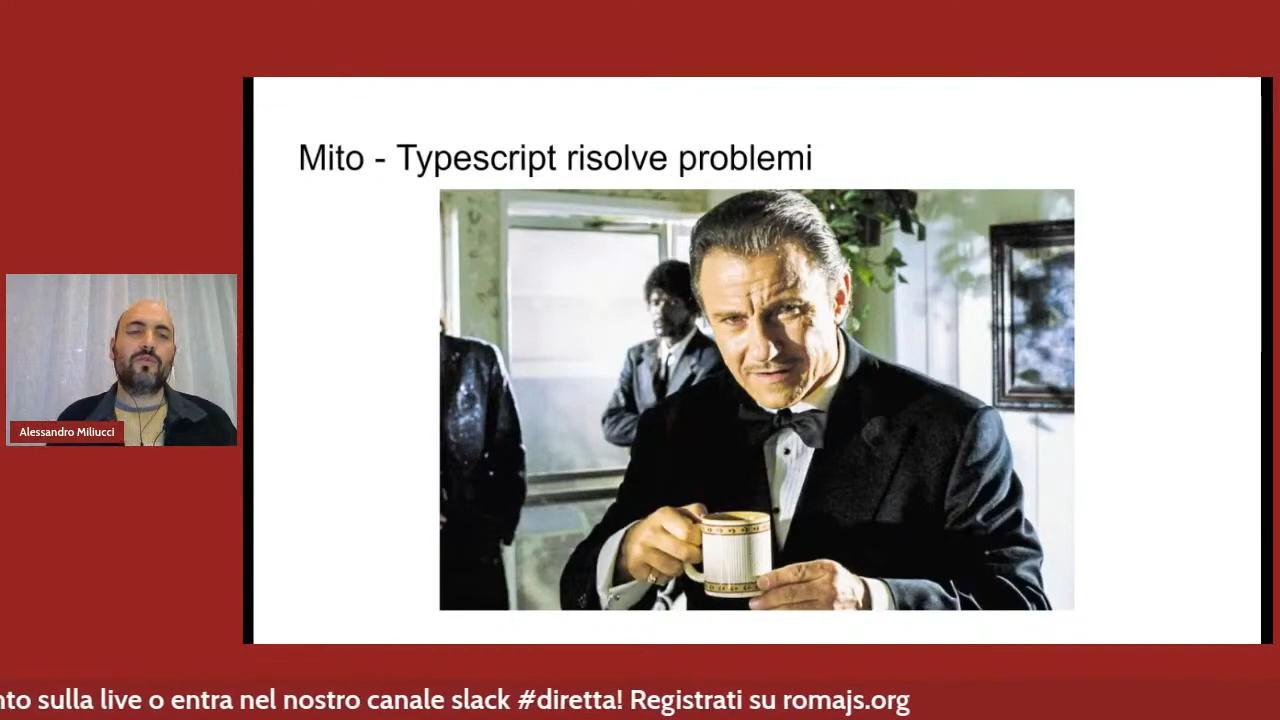 Mito - Typescript risolve problemi
Alessandro Miliucci
nto sulla live o entra nel nostro canale slack #diretta! Registrati su romajs.org